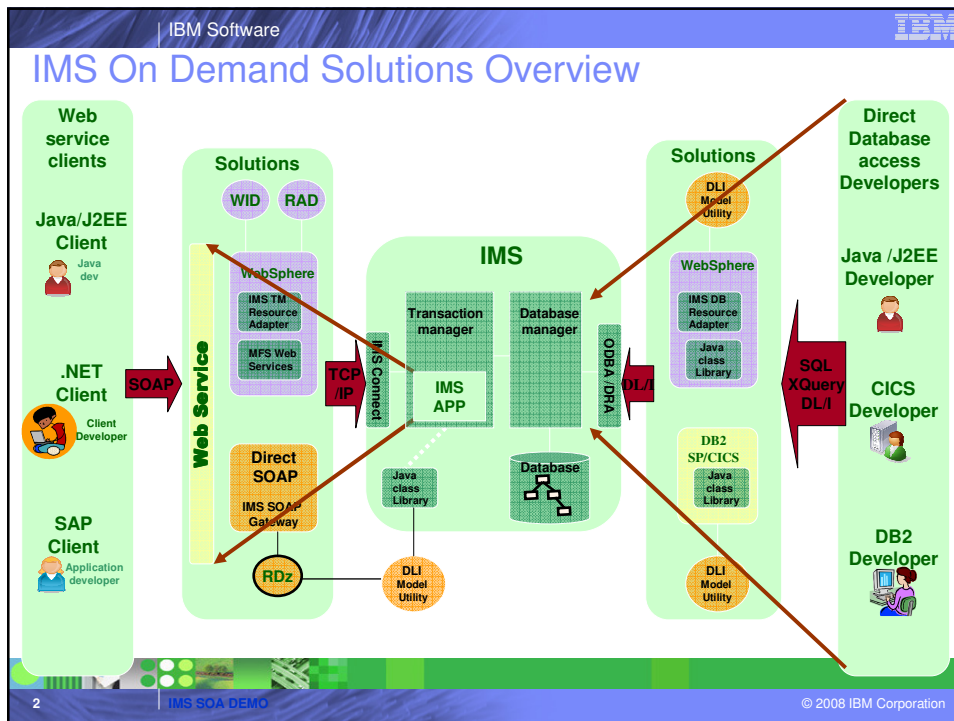 IBM Software
IBM
IMS On Demand Solutions Overview
Web
service
clients
Java/J2EE
Client
Java
dev
.NET
Client
Client
Developer
SAP
Client
Application
developer
SOAP
Solutions
WID
RAD
Web Service
WebSphere
IMS TM
Resource
Adapter
MFS Web
Services
Direct
SOAP
IMS SOAP
Gateway
RDz
TCP
/IP
IMS Connect
IMS
Transaction
manager
IMS
APP
Database
manager
Java
class
Library
Database
DLI
Model
Utility
ODBA /DRA
DL/I
Solutions
DLI
Model
Utility
WebSphere
IMS DB
Resource
Adapter
Java
class
Library
DB2
SP/CICS
Java
class
Library
DLI
Model
Utility
SQL
XQuery
DL/I
Direct
Database
access
Developers
Java /J2EE
Developer
CICS
Developer
DB2
Developer
2
IMS SOA DEMO
© 2008 IBM Corporation